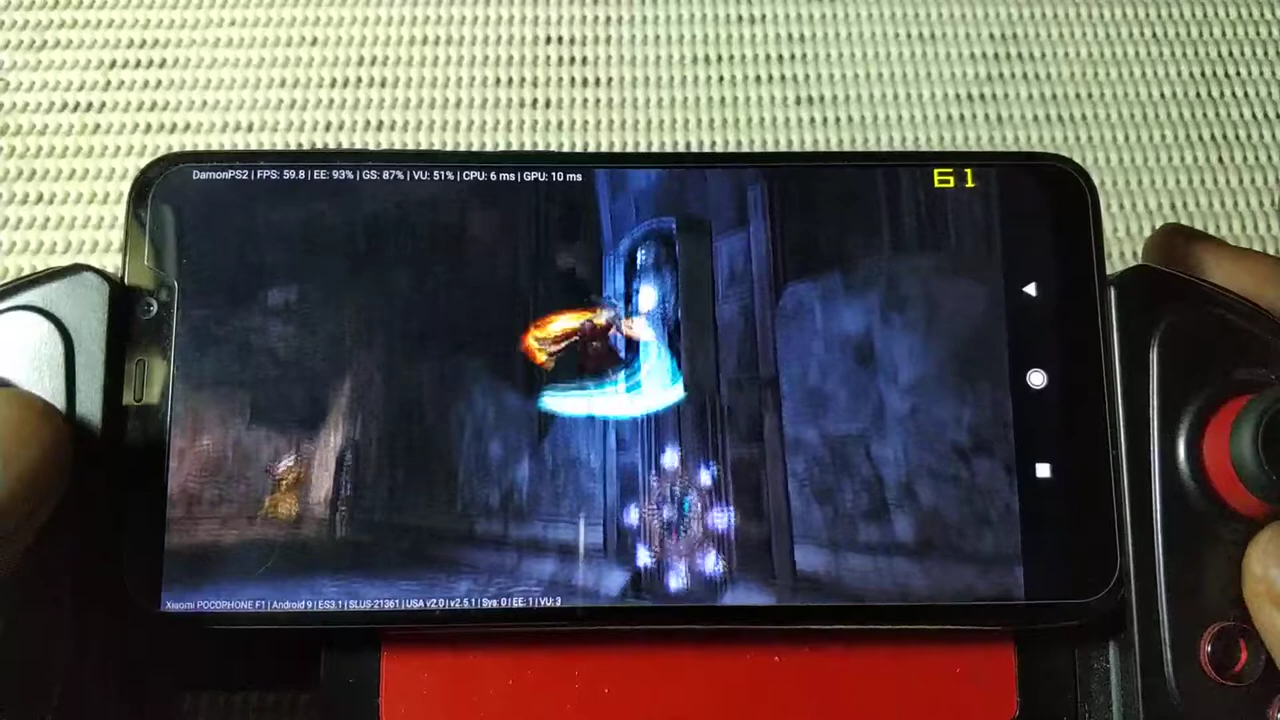 DamonPS2 | FPS: 59.8 | EE: 93% | GS: 87% | VU: 51% | CPU: 6 ms | GPU: 10 ms
61
Xiaomi POCOPHONE F1 | Android 9 | ES3.1 | SLUS-21361 | USA v2.0 | v2.5.1 | Sys: 0 | EE: 1 | VU: 3